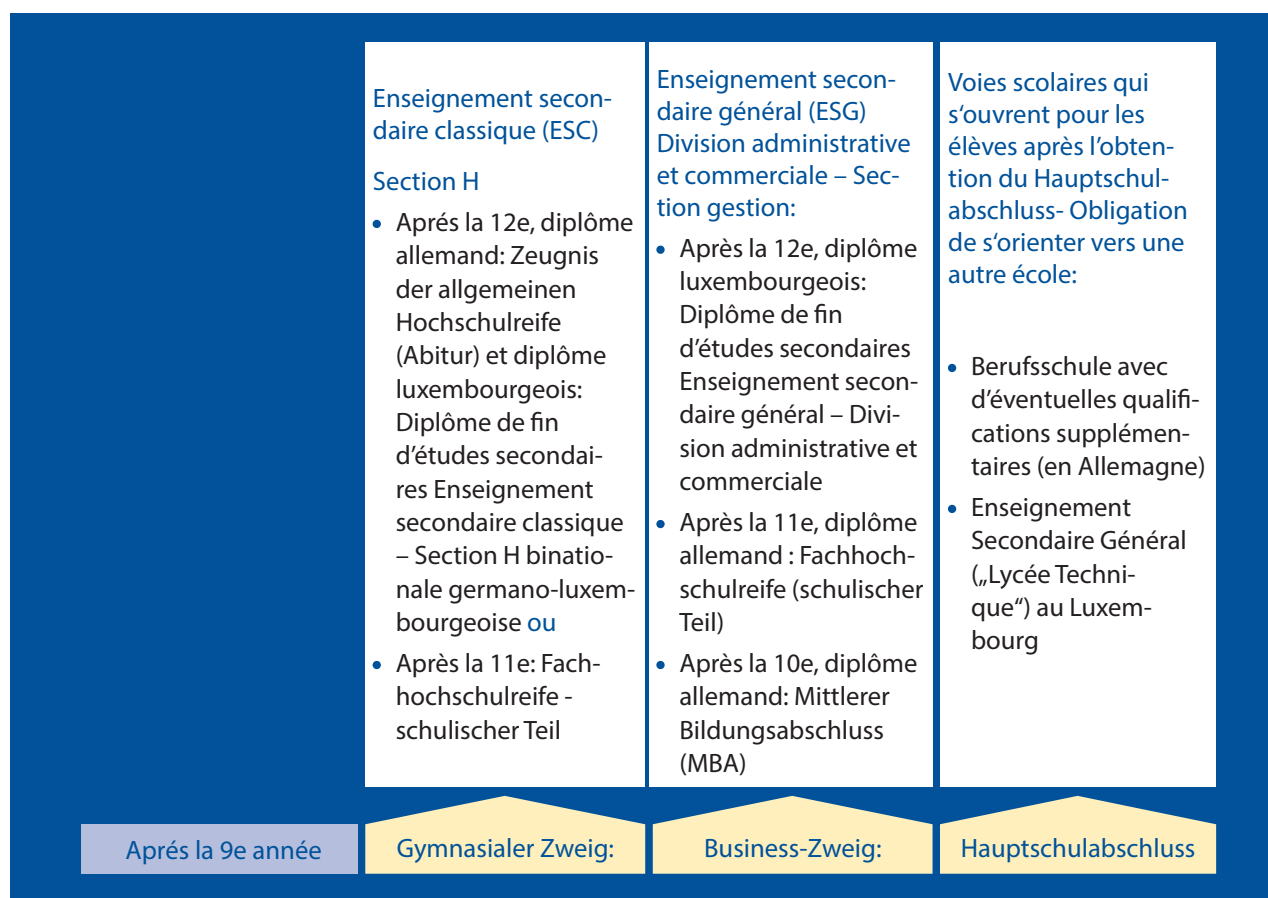 Enseignement secon-
daire classique (ESC)
Section H
• Aprés la 12e, diplôme
allemand: Zeugnis
der allgemeinen
Hochschulreife
(Abitur) et diplôme
luxembourgeois:
Diplôme de fin
d’études secondai-
res Enseignement
secondaire classique
– Section H binatio-
nale germano-luxem-
bourgeoise ou
• Après la 11e: Fach-
hochschulreife -
schulischer Teil
Enseignement secon-
daire général (ESG)
Division administrative
et commerciale – Sec-
tion gestion:
• Après la 12e, diplôme
luxembourgeois:
Diplôme de fin
d’études secondaires
Enseignement secon-
daire général – Divi-
sion administrative et
commerciale
• Après la 11e, diplôme
allemand : Fachhoch-
schulreife (schulischer
Teil)
• Après la 10e, diplôme
allemand: Mittlerer
Bildungsabschluss
(MBA)
Voies scolaires qui
s‘ouvrent pour les
élèves après l’obten-
tion du Hauptschul-
abschluss- Obligation
de s‘orienter vers une
autre école:
• Berufsschule avec
d’éventuelles qualifi-
cations supplémen-
taires (en Allemagne)
• Enseignement
Secondaire Général
(„Lycée Techni-
que“) au Luxem-
bourg
Aprés la 9e année
Gymnasialer Zweig:
Business-Zweig:
Hauptschulabschluss